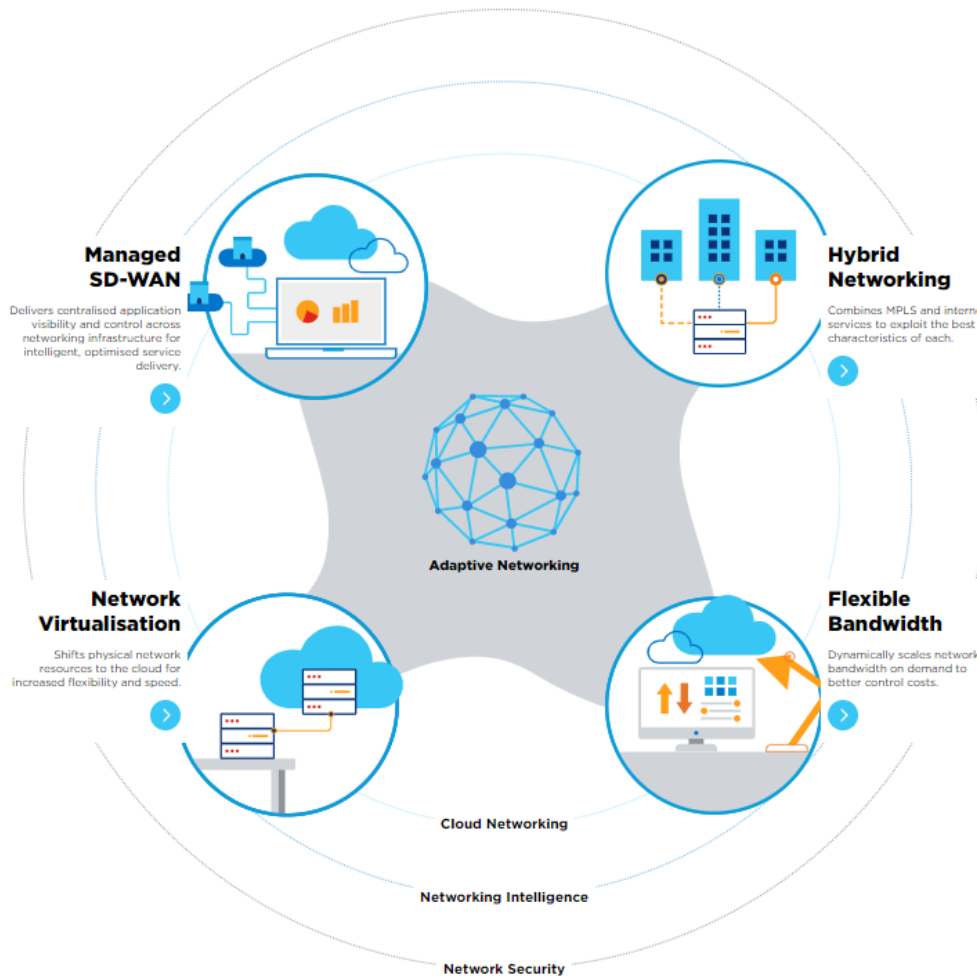 Managed
SD-WAN
Delivers centralised application
visibility and control across
networking infrastructure for
intelligent, optimised service
delivery.
Hybrid
Networking
Combines MPLS and intern
services to exploit the best
characteristics of each.
Adaptive Networking
Network
Virtualisation
Shifts physical network
resources to the cloud for
increased flexibility and speed.
Flexible
Bandwidth
Dynamically scales network
bandwidth on demand to
better control costs.
Cloud Networking
Networking Intelligence
Network Security